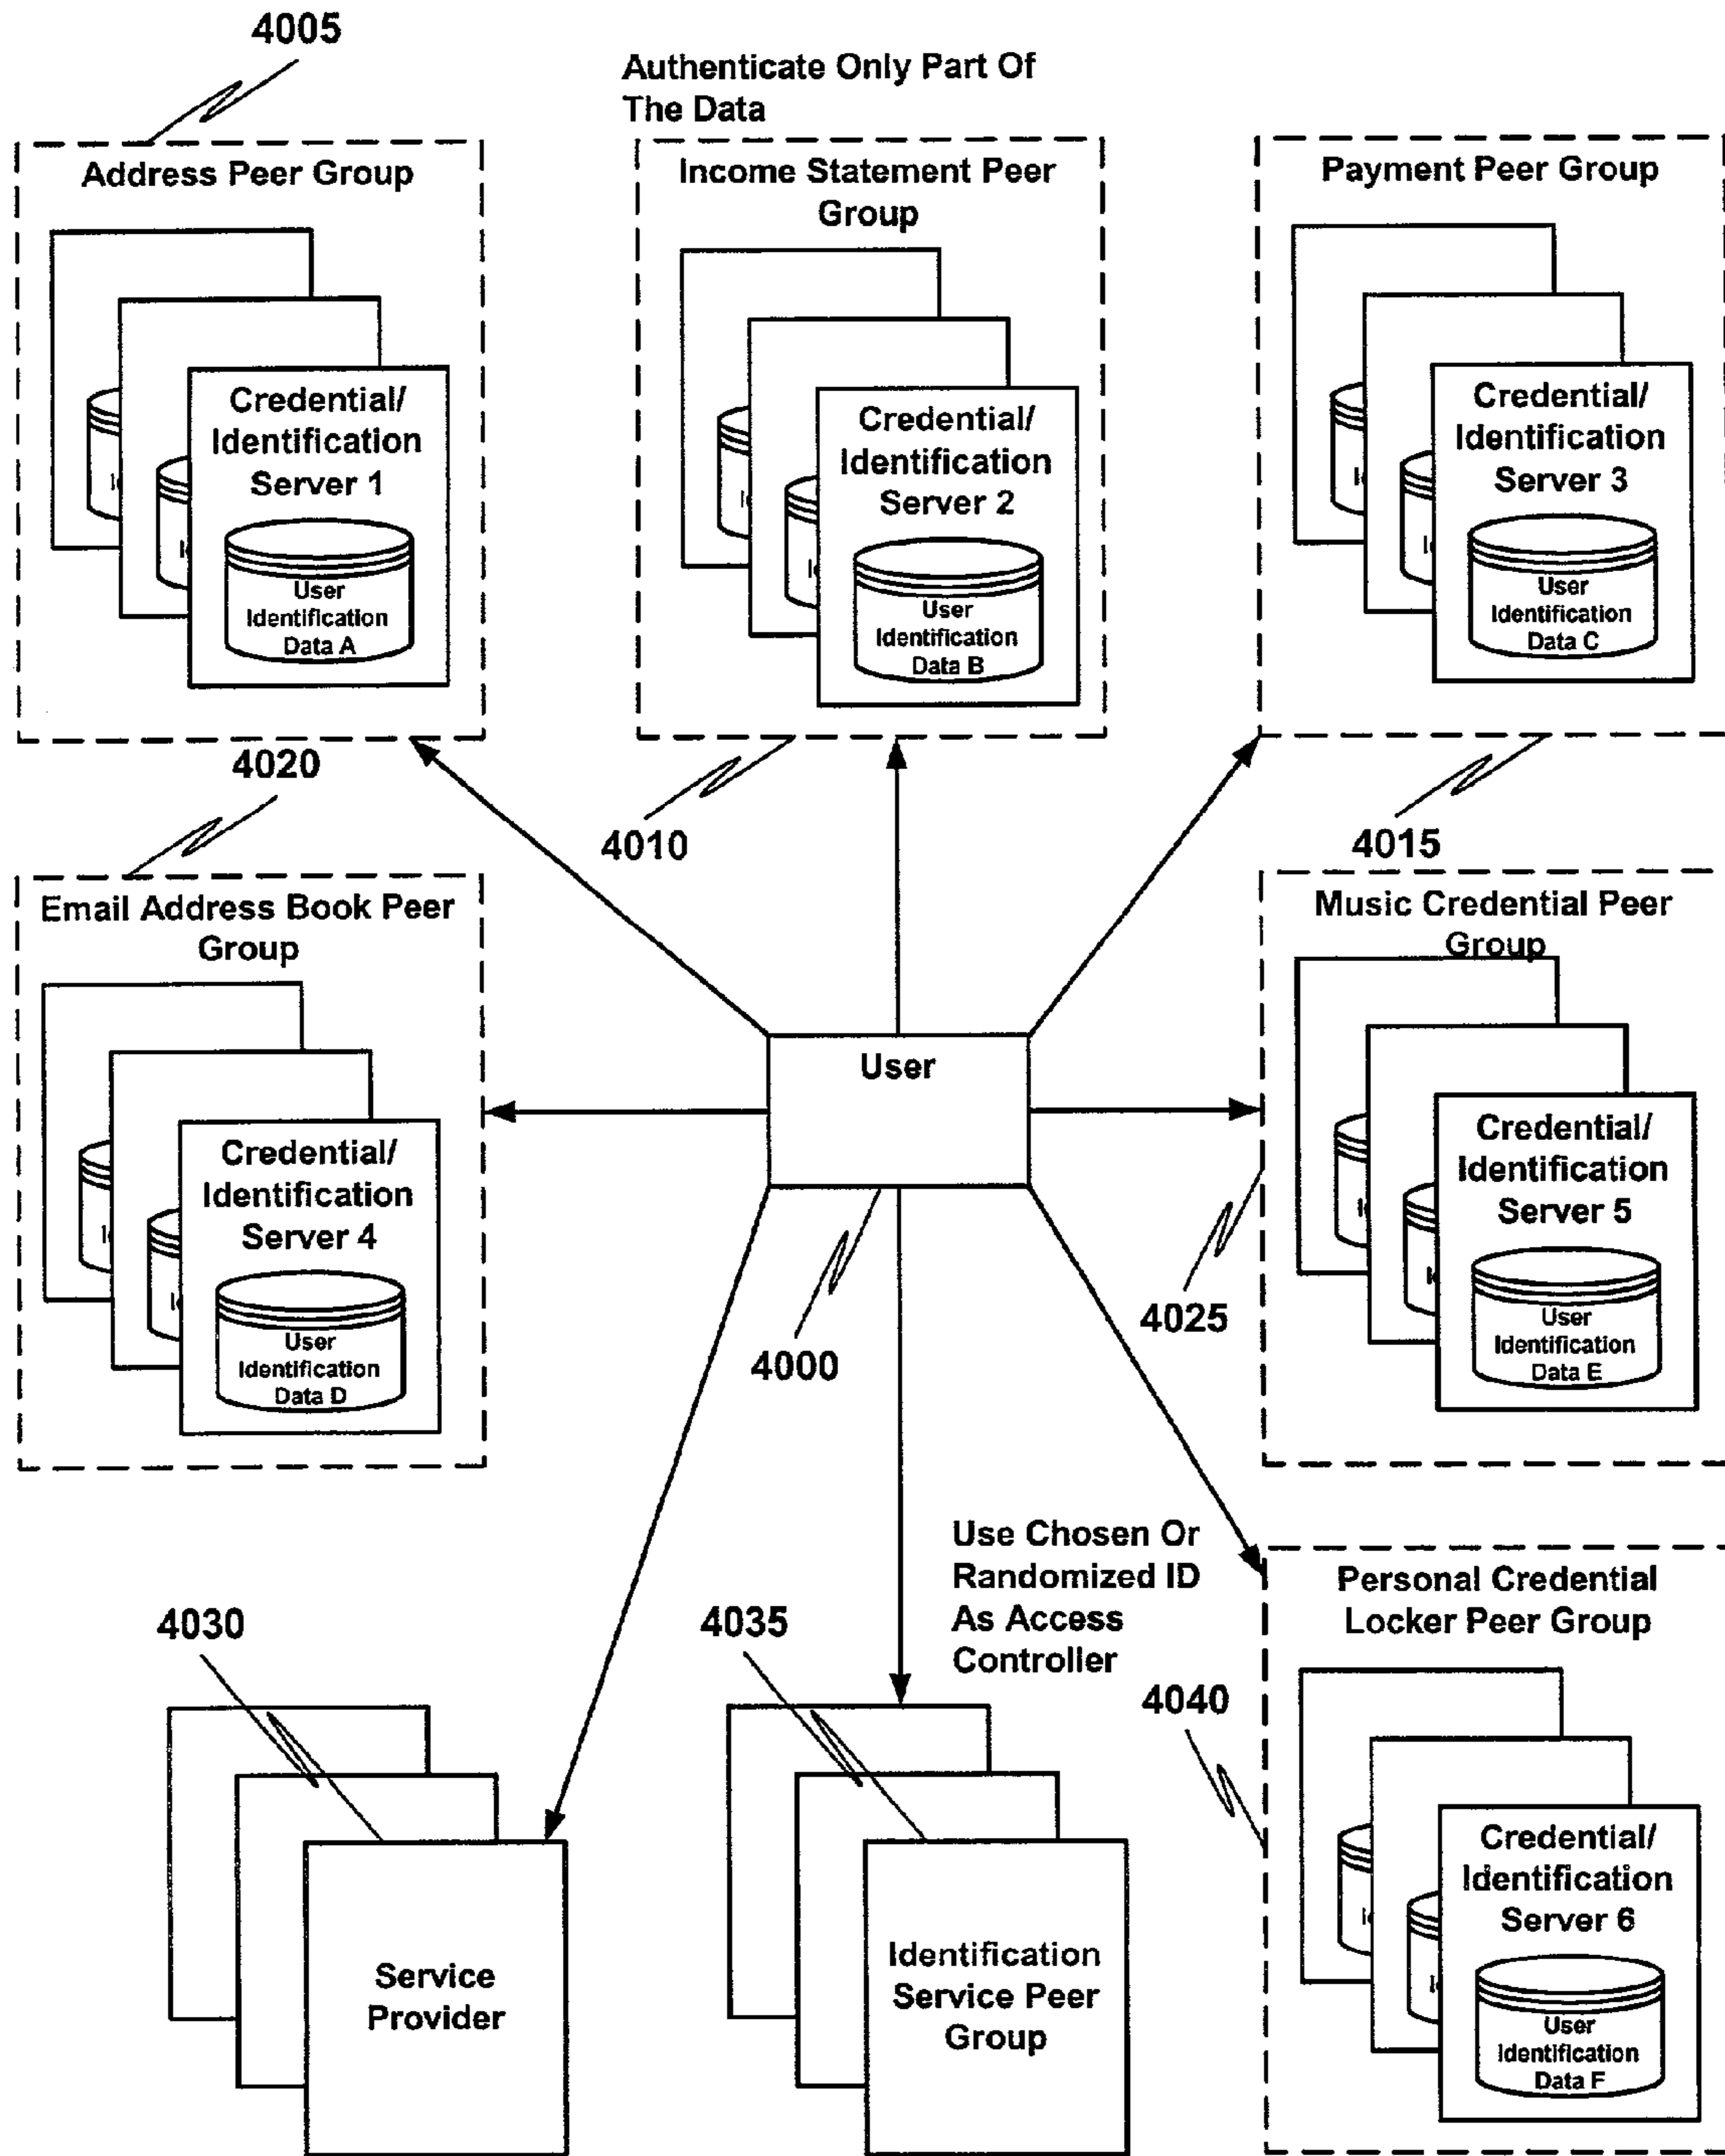 4005
Authenticate Only Part Of
The Data
Address Peer Group
Credential/
Identification
Server 1
User
Identification
Data A
Income Statement Peer
Group
Credential/
Identification
Server 2
User
Identification
Data B
Payment Peer Group
Credential/
Identification
Server 3
User
Identification
Data C
4020
4010
4015
Email Address Book Peer
Group
Credential/
Identification
Server 4
User
Identification
Data D
User
4000
Music Credential Peer
Group
Credential/
Identification
Server 5
User
Identification
Data E
4025
4030
Service
Provider
4035
Use Chosen Or
Randomized ID
As Access
Controller
Identification
Service Peer
Group
4040
Personal Credential
Locker Peer Group
Credential/
Identification
Server 6
User
Identification
Data F